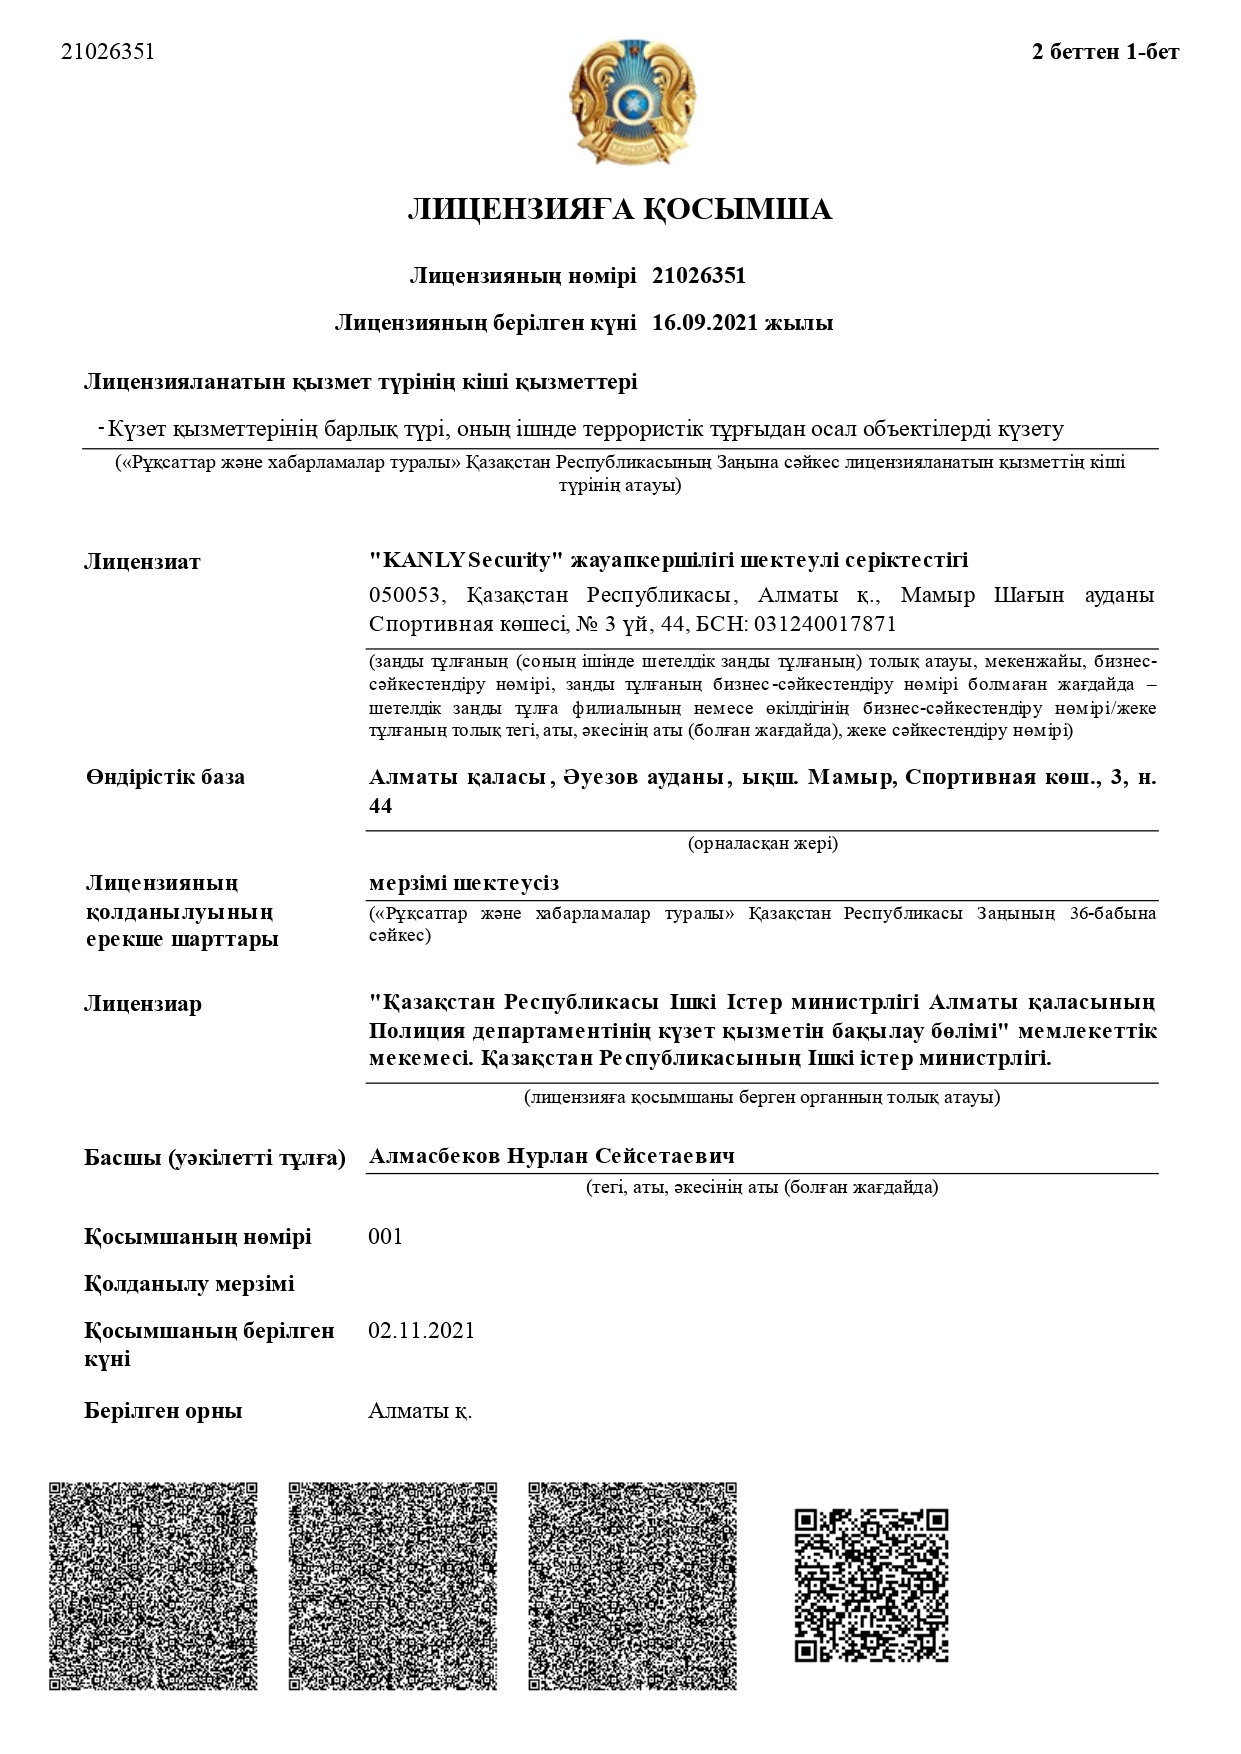 21026351
2 беттен 1-бет
ЛИЦЕНЗИЯҒА ҚОСЫМША
Лицензияның нөмірі 21026351
Лицензияның берілген күні 16.09.2021 жылы
Лицензияланатын қызмет түрінің кіші қызметтері
- Күзет қызметтерінің барлық түрі, оның ішнде террористік тұрғыдан осал объектілерді күзету
(«Рұқсаттар және хабарламалар туралы» Қазақстан Республикасының Заңына сәйкес лицензияланатын қызметтің кіші
түрінің атауы)
Лицензиат
"KANLY Security" жауапкершілігі шектеулі серіктестігі
050053, Қазақстан Республикасы, Алматы қ., Мамыр Шағын ауданы
Спортивная көшесі, № 3 үй, 44, БСН: 031240017871
(заңды тұлғаның (соның ішінде шетелдік заңды тұлғаның) толық атауы, мекенжайы, бизнес-
сәйкестендіру нөмірі, заңды тұлғаның бизнес-сәйкестендіру нөмірі болмаған жағдайда –
шетелдік заңды тұлға филиалының немесе өкілдігінің бизнес-сәйкестендіру нөмірі/жеке
тұлғаның толық тегі, аты, әкесінің аты (болған жағдайда), жеке сәйкестендіру нөмірі)
Өндірістік база
Алматы қаласы, Әуезов ауданы, ықш. Мамыр, Спортивная көш., 3, н.
44
(орналасқан жері)
Лицензияның
қолданылуының
ерекше шарттары
мерзімі шектеусіз
(«Рұқсаттар және хабарламалар туралы» Қазақстан Республикасы Заңының 36-бабына
сәйкес)
Лицензиар
"Қазақстан Республикасы Ішкі Істер министрлігі Алматы қаласының
Полиция департаментінің күзет қызметін бақылау бөлімі" мемлекеттік
мекемесі. Қазақстан Республикасының Ішкі істер министрлігі.
(лицензияға қосымшаны берген органның толық атауы)
Басшы (уәкілетті тұлға)
Алмасбеков Нурлан Сейсетаевич
(тегі, аты, әкесінің аты (болған жағдайда)
Қосымшаның нөмірі 001
Қолданылу мерзімі
Қосымшаның берілген
күні
02.11.2021
Берілген орны Алматы қ.